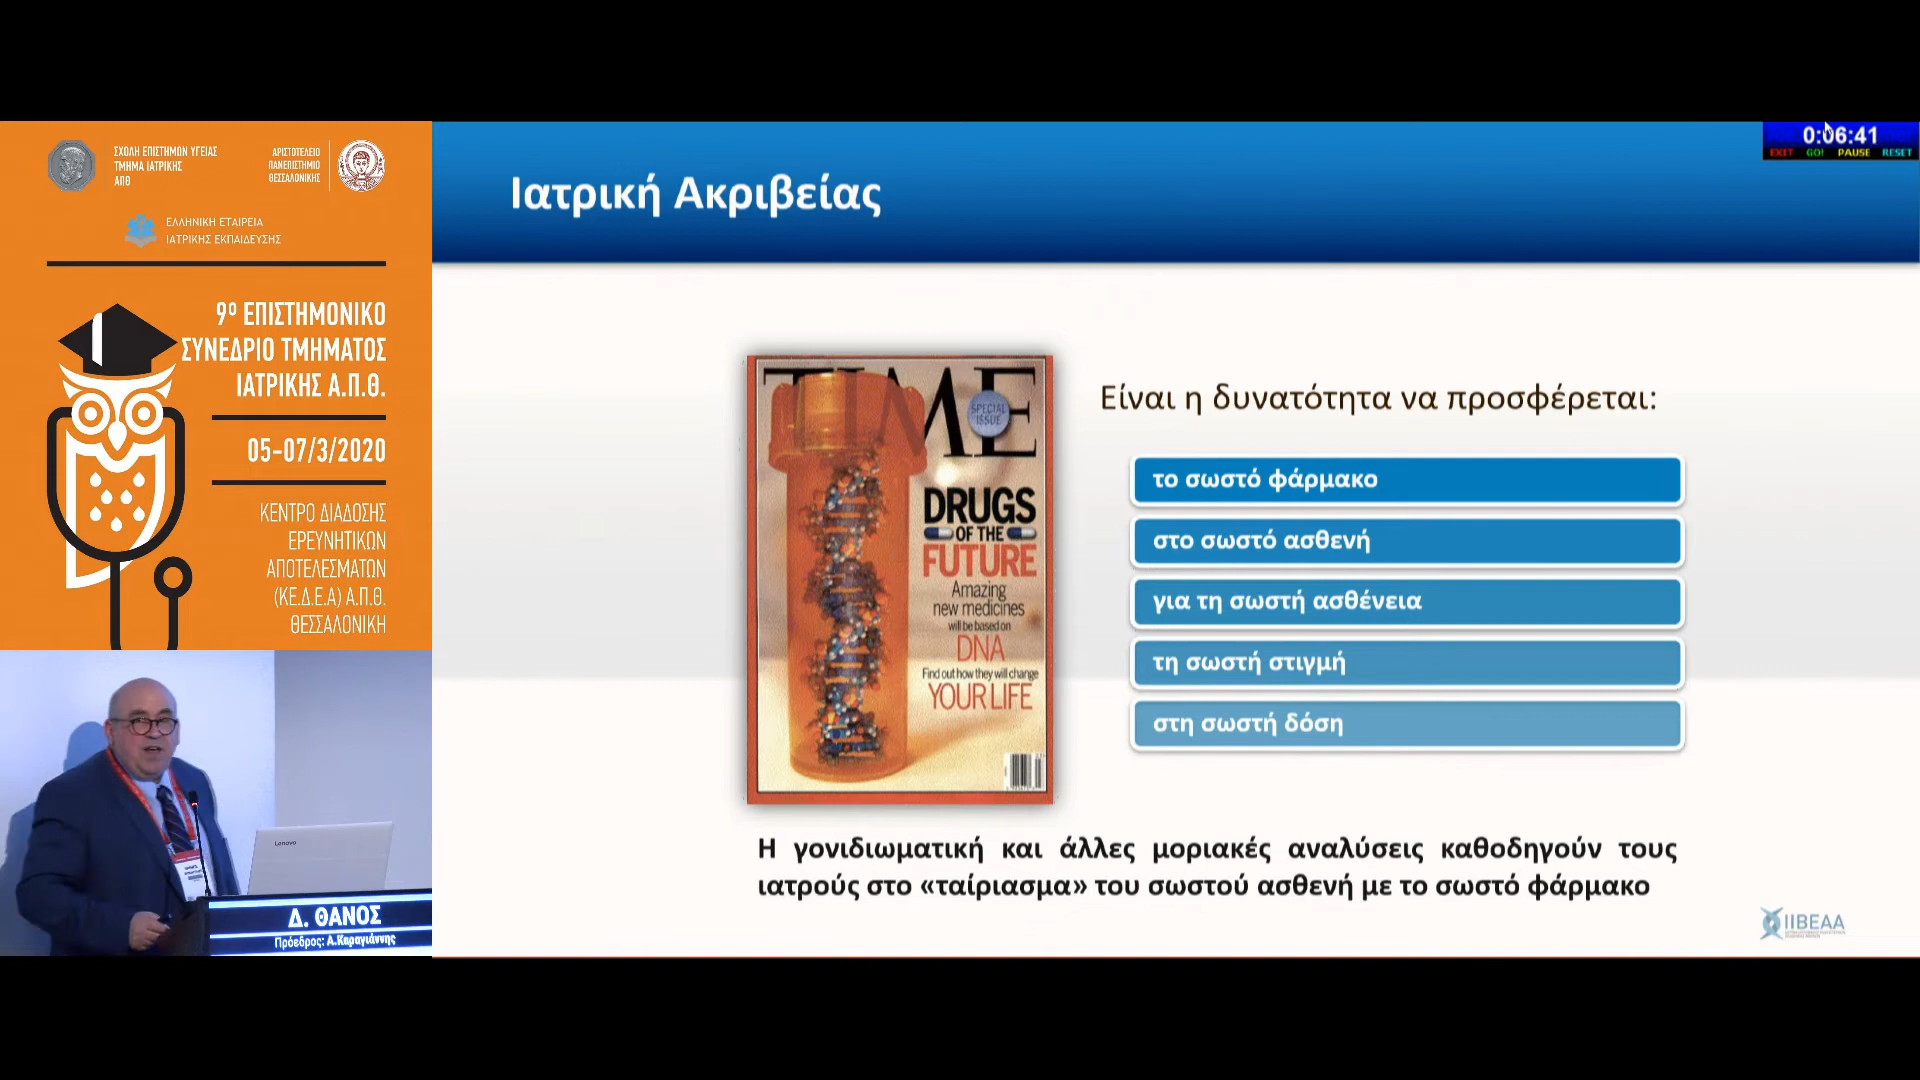 ΣΧΟΛΗ ΕΠΙΣΤΗΜΩΝ ΥΓΕΙΑΣ
ΤΜΗΜΑ ΙΑΤΡΙΚΗΣ
ΑΠΘ
ΑΡΙΣΤΟΤΕΛΕΙΟ
ΠΑΝΕΠΙΣΤΗΜΙΟ
ΘΕΣΣΑΛΟΝΙΚΗΣ
ΕΛΛΗΝΙΚΗ ΕΤΑΙΡΕΙΑ
ΙΑΤΡΙΚΗΣ ΕΚΠΑΙΔΕΥΣΗΣ
9º ΕΠΙΣΤΗΜΟΝΙΚΟ
ΣΥΝΕΔΡΙΟ ΤΜΗΜΑΤΟΣ
ΙΑΤΡΙΚΗΣ Α.Π.Θ.
05-07/3/2020
ΚΕΝΤΡΟ ΔΙΑΔΟΣΗΣ
ΕΡΕΥΝΗΤΙΚΩΝ
ΑΠΟΤΕΛΕΣΜΑΤΩΝ
(ΚΕ.Δ.Ε.Α) Α.Π.Θ.
ΘΕΣΣΑΛΟΝΙΚΗ
Lenovo
Δ. ΘΑΝΟΣ
Πρόεδρος: Α.Καραγιάννης
0:06:41
EXIT GO! PAUSE RESET
Ιατρική Ακριβείας
TIME
SPECIAL
ISSUE
DRUGS
OF THE
FUTURE
Amazing
new medicines
will be based on
DNA
Find out how they will change
YOUR LIFE
Είναι η δυνατότητα να προσφέρεται:
το σωστό φάρμακο
στο σωστό ασθενή
για τη σωστή ασθένεια
τη σωστή στιγμή
στη σωστή δόση
Η γονιδιωματική και άλλες μοριακές αναλύσεις καθοδηγούν τους
ιατρούς στο «ταίριασμα» του σωστού ασθενή με το σωστό φάρμακο
ΙΙΒΕΑΑ